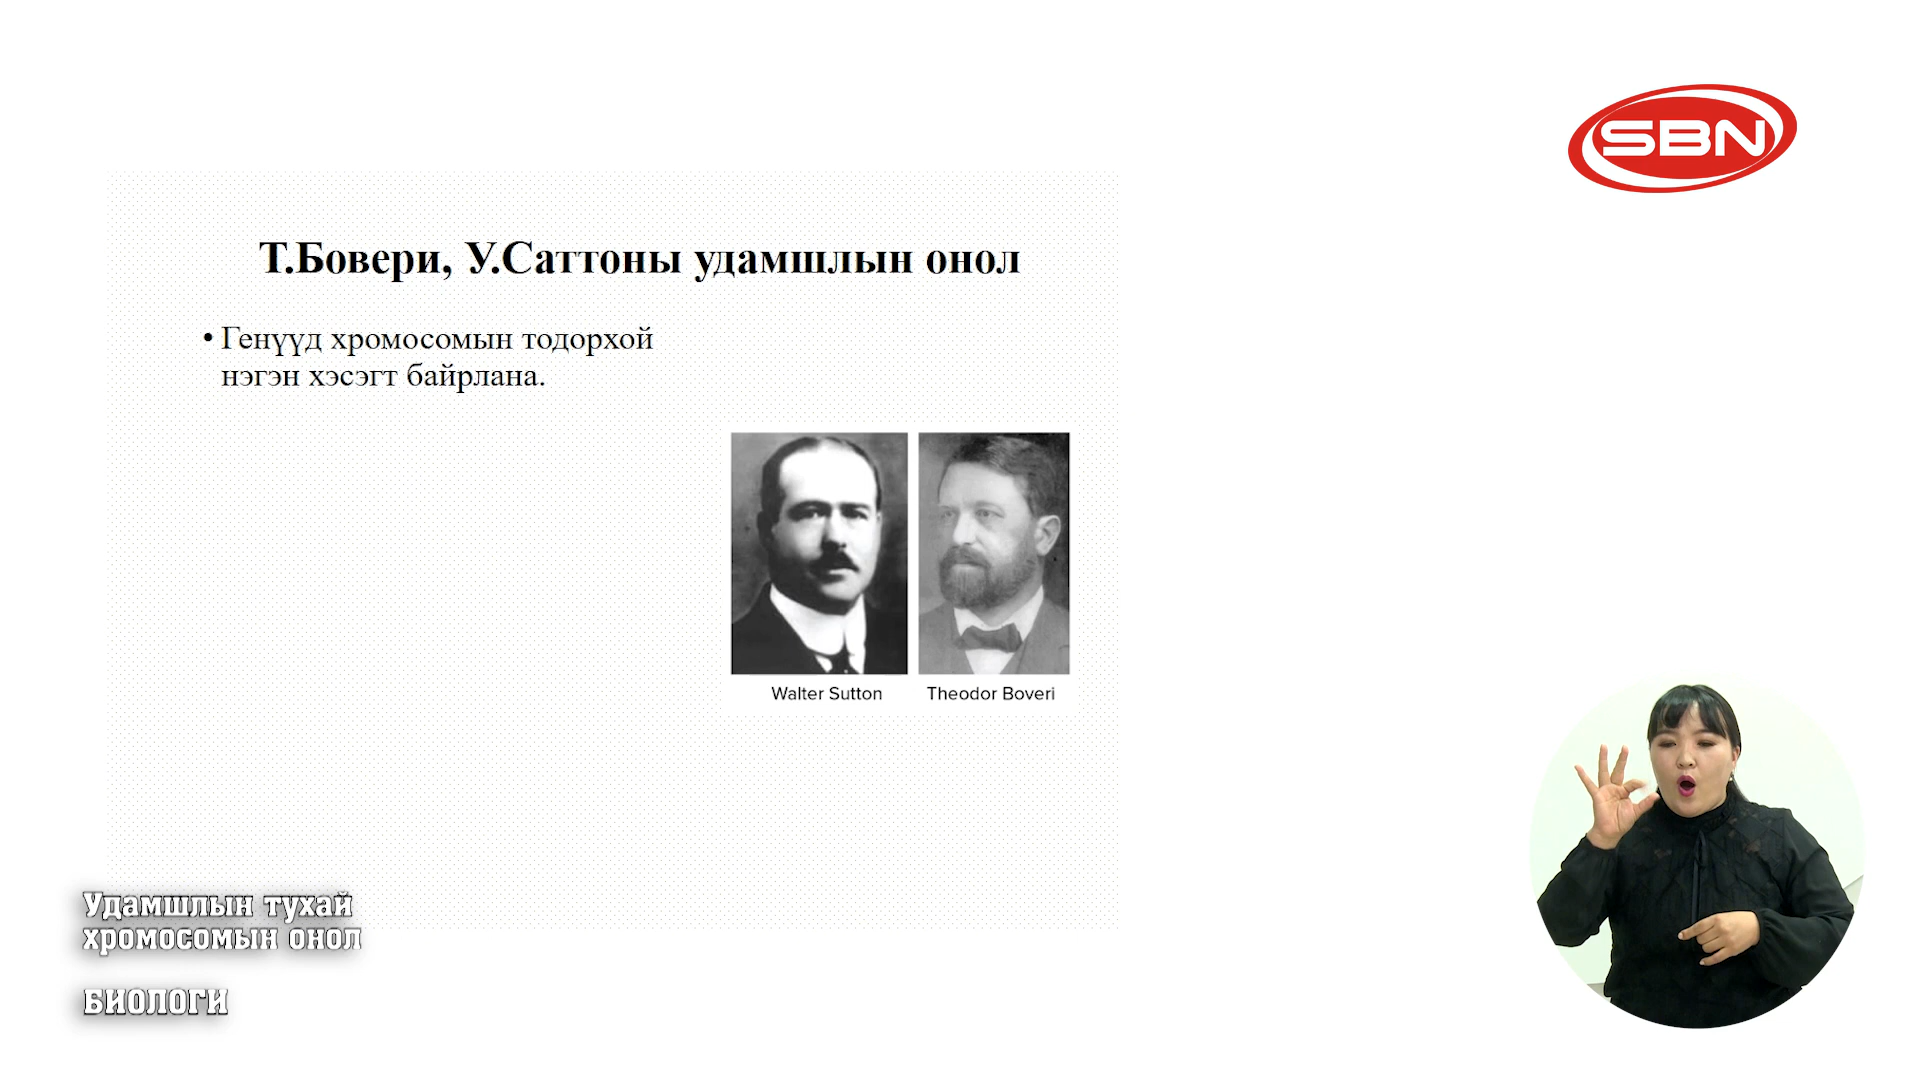 SBN
Т.Бовери, У.Саттоны удамшлын онол
• Генүүд хромосомын тодорхой
нэгэн хэсэгт байрлана.
Walter Sutton
Theodor Boveri
Удамшлын тухай
хромосомын онол
БИОЛОГИ